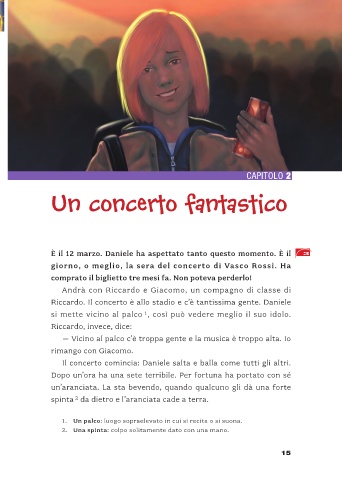 CAPITOLO 2
Un concerto fantastico
È il 12 marzo. Daniele ha aspettato tanto questo momento. È il
giorno, o meglio, la sera del concerto di Vasco Rossi. Ha
comprato il biglietto tre mesi fa. Non poteva perderlo!
Andrà con Riccardo e Giacomo, un compagno di classe di
Riccardo. Il concerto è allo stadio e c'è tantissima gente. Daniele
si mette vicino al palco 1, così può vedere meglio il suo idolo.
Riccardo, invece, dice:
— Vicino al palco c'è troppa gente e la musica è troppo alta. Io
rimango con Giacomo.
Il concerto comincia: Daniele salta e balla come tutti gli altri.
Dopo un'ora ha una sete terribile. Per fortuna ha portato con sé
un'aranciata. La sta bevendo, quando qualcuno gli dà una forte
spinta 2 da dietro e l'aranciata cade a terra.
1. Un palco: luogo sopraelevato in cui si recita o si suona.
2. Una spinta: colpo solitamente dato con una mano.
15